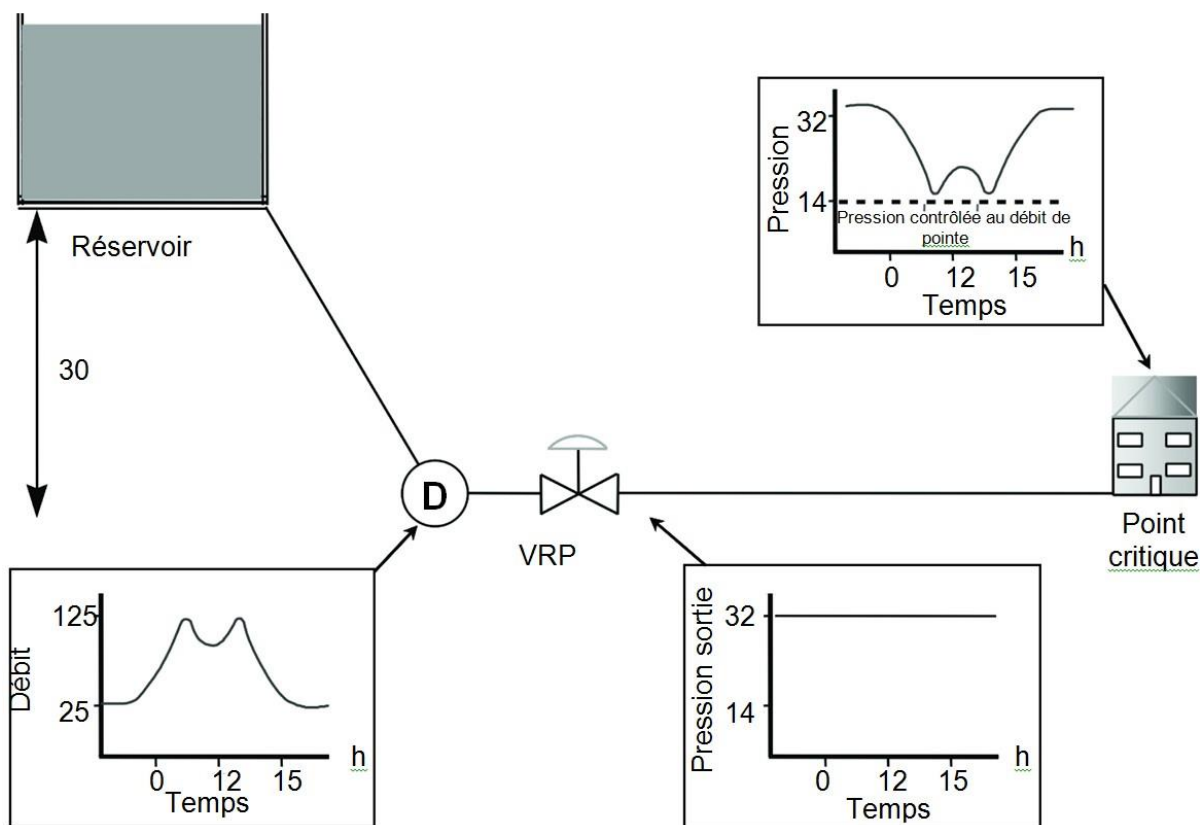 Réservoir
30
Pression
32
14
Pression contrôlée au débit de
pointe
h
0 12 15
Temps
D
VRP
Point
critique
Débit
125
25
h
0 12 15
Temps
Pression sortie
32
14
h
0 12 15
Temps